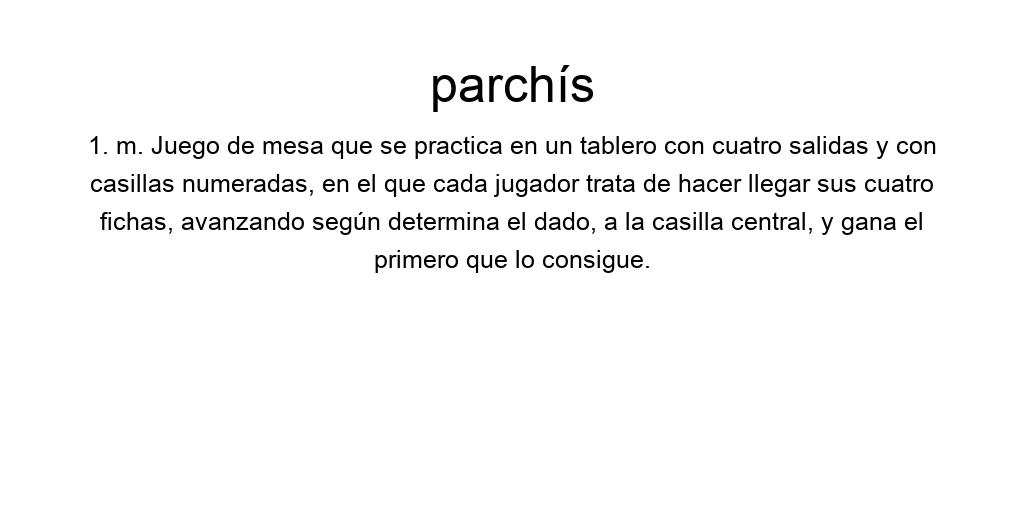 parchís
1. m. Juego de mesa que se practica en un tablero con cuatro salidas y con
casillas numeradas, en el que cada jugador trata de hacer llegar sus cuatro
fichas, avanzando según determina el dado, a la casilla central, y gana el
primero que lo consigue.